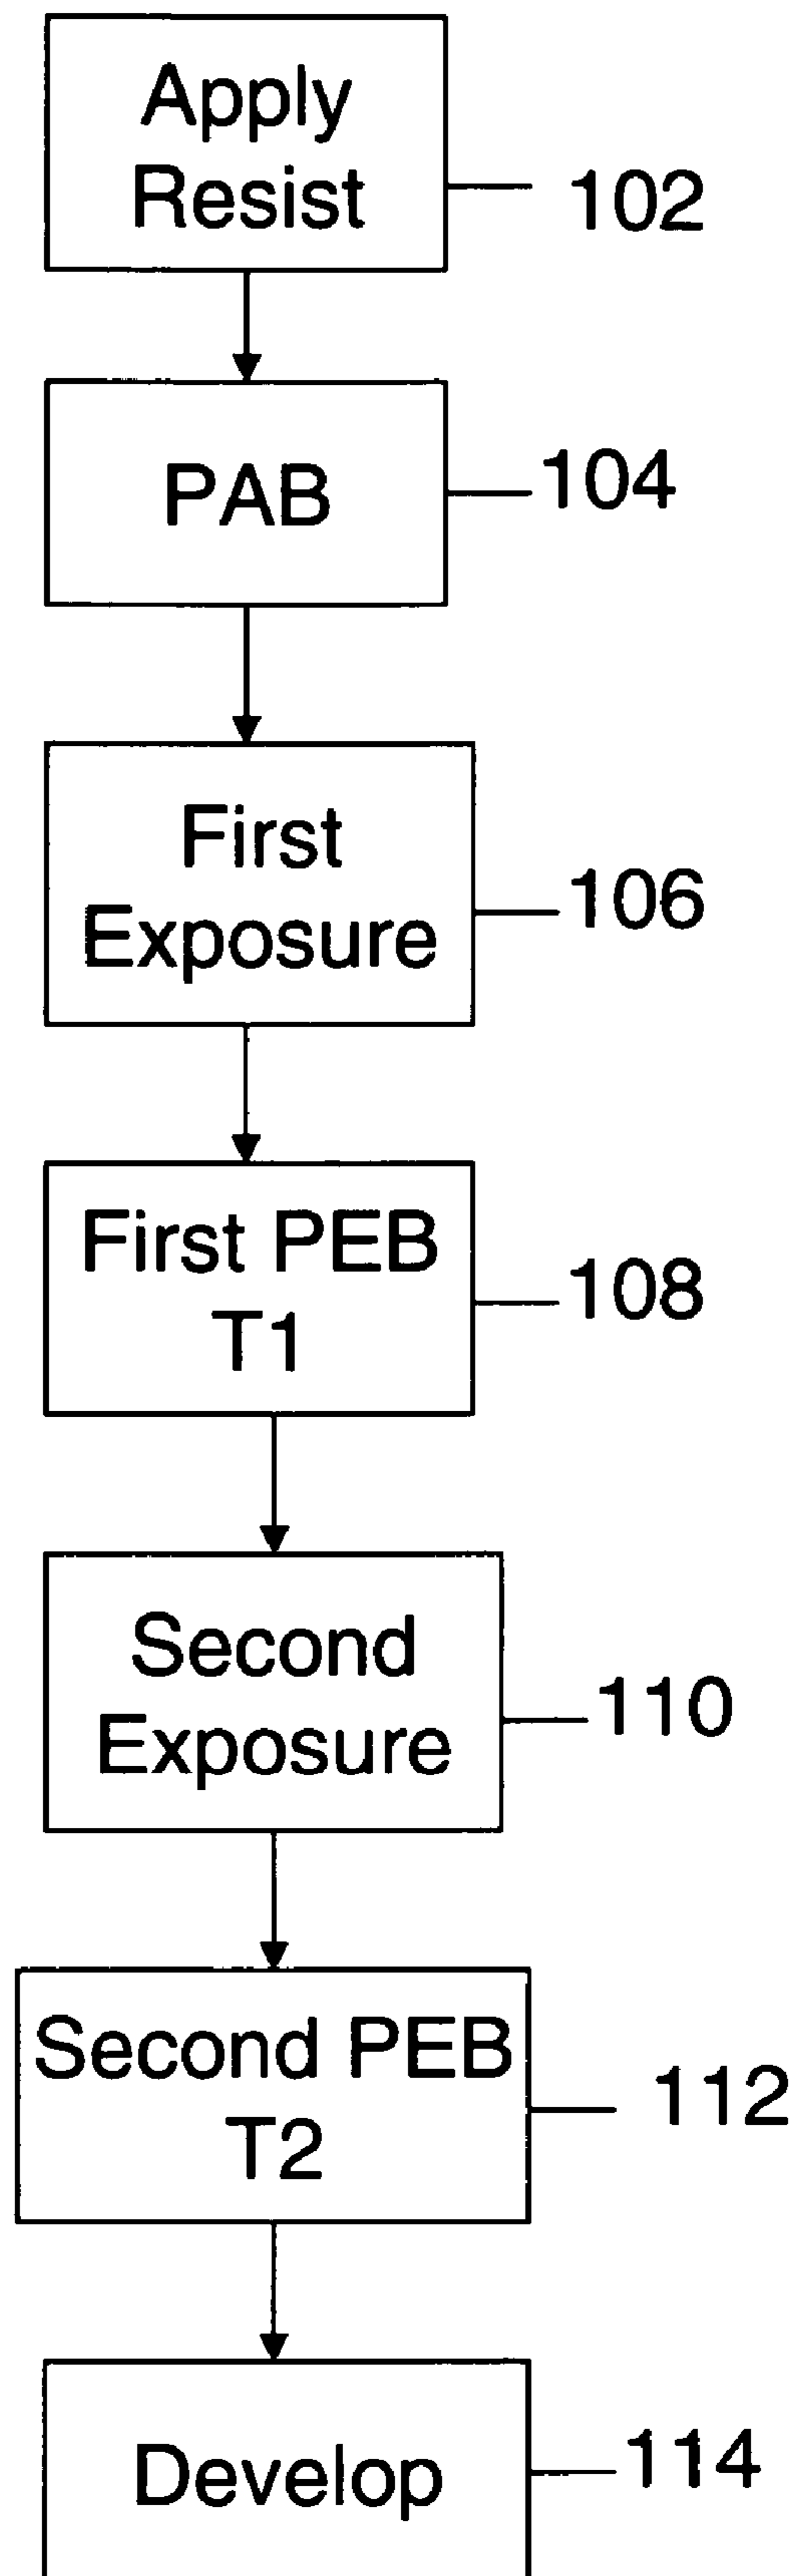 Apply
Resist
102
PAB
104
First
Exposure
106
First PEB
T1
108
Second
Exposure
110
Second PEB
T2
112
Develop
114